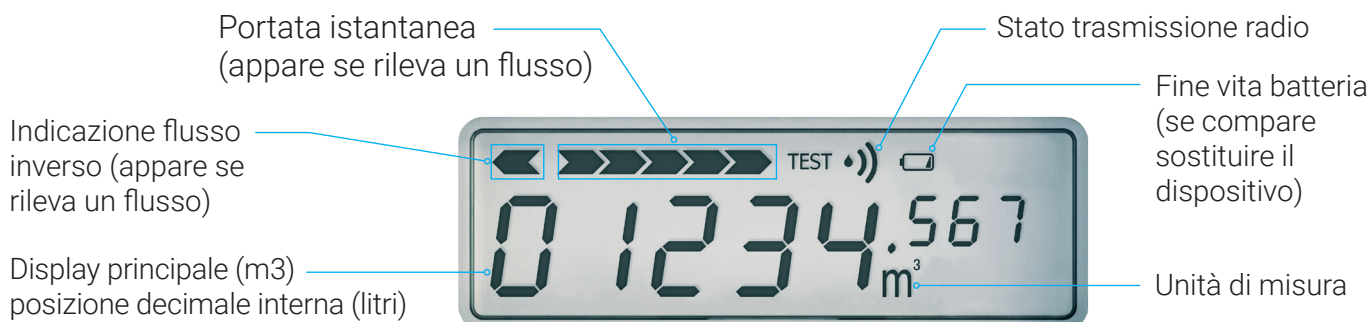 Portata istantanea
(appare se rileva un flusso)
Stato trasmissione radio
Fine vita batteria
(se compare
sostituire il
dispositivo)
Indicazione flusso
inverso (appare se
rileva un flusso)
TEST
01234.567
m³
Display principale (m3)
posizione decimale interna (litri)
Unità di misura